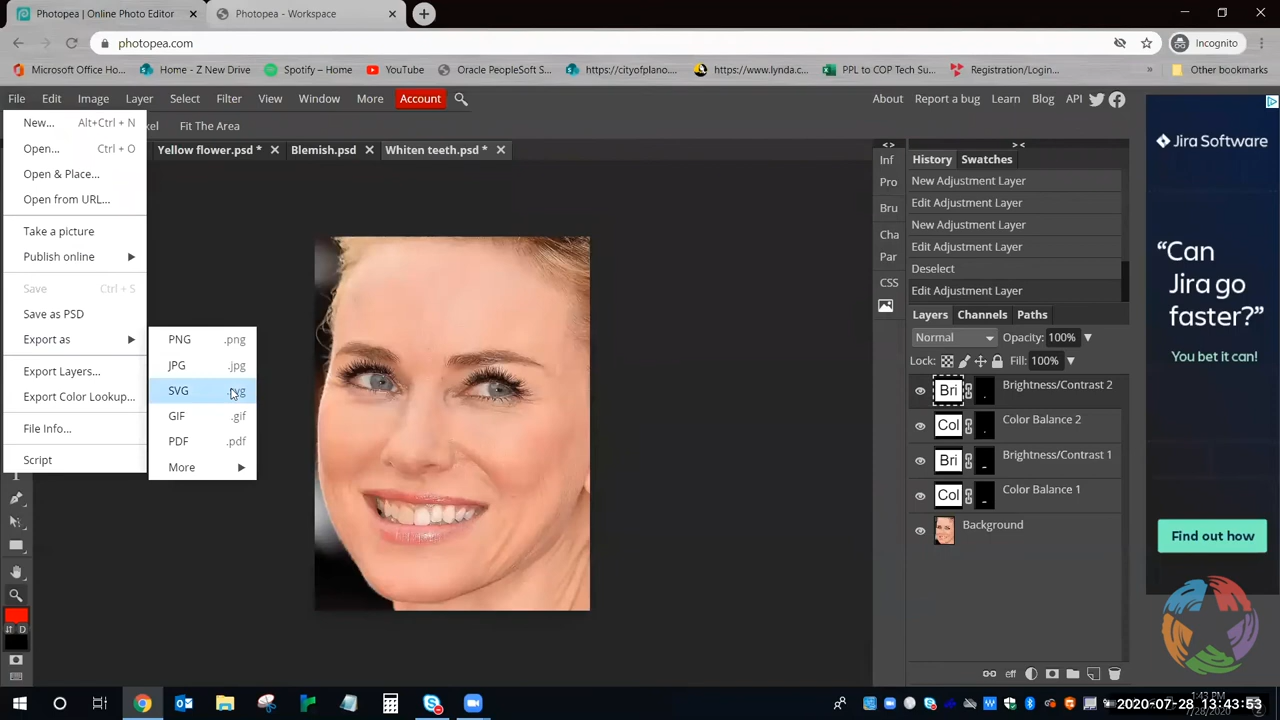 Photopea | Online Photo Editor
Photopea - Workspace
photopea.com
Incognito
Microsoft Office Ho...
Home - Z New Drive
Spotify – Home
YouTube
Oracle PeopleSoft S...
https://cityofplano....
http://www.lynda.c...
PPL to COP Tech Su...
Registration/Login...
»
Other bookmarks
File Edit Image Layer Select Filter View Window More Account
About Report a bug Learn Blog API
Fit The Area
Yellow flower.psd *
Blemish.psd
Whiten teeth.psd *
New... Alt+Ctrl + N
Open... Ctrl + O
Open & Place...
Open from URL...
Take a picture
Publish online
Save Ctrl + S
Save as PSD
Export as
Export Layers...
Export Color Lookup...
File Info...
Script
PNG .png
JPG .jpg
SVG
GIF .gif
PDF .pdf
More
<> > <
Inf
Pro
Bru
Cha
Par
CSS
History Swatches
New Adjustment Layer
Edit Adjustment Layer
New Adjustment Layer
Edit Adjustment Layer
Deselect
Edit Adjustment Layer
Layers Channels Paths
Normal Opacity: 100%
Lock: Fill: 100%
Bri Brightness/Contrast 2
Col Color Balance 2
Bri Brightness/Contrast 1
Col Color Balance 1
Background
eff
D
Jira Software
“Can
Jira go
faster?”
You bet it can!
Find out how
1:43 PM
2020-07-28 13:43:53